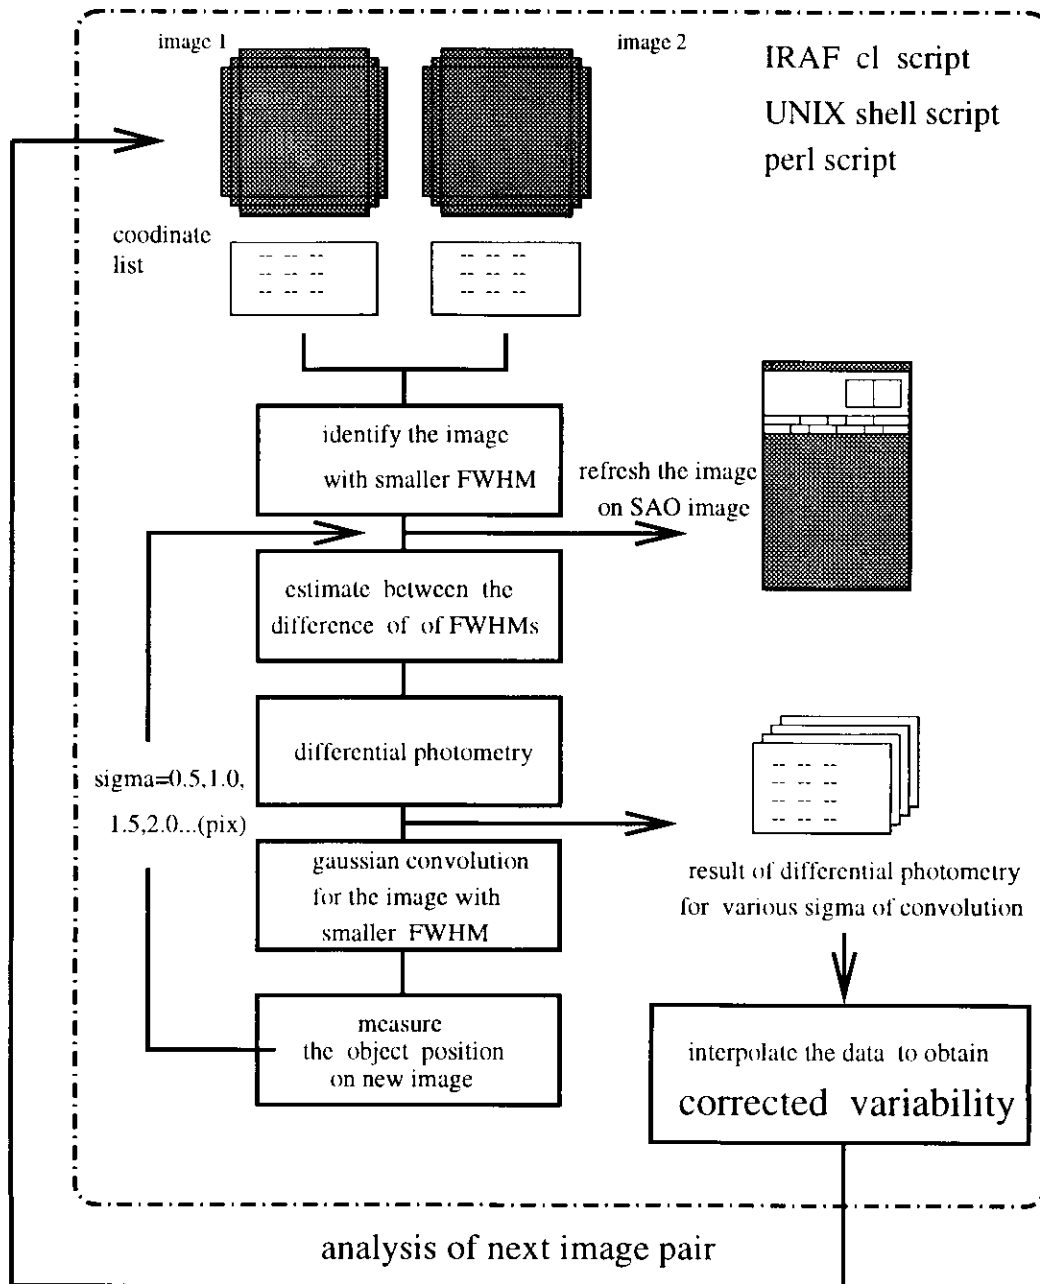 image 1
image 2
IRAF cl script
UNIX shell script
perl script
coodinate
list
-- -- --
-- -- --
-- -- --
-- -- --
-- -- --
-- -- --
identify the image
with smaller FWHM
refresh the image
on SAO image
estimate between the
difference of of FWHMs
differential photometry
sigma=0.5,1.0,
1.5,2.0...(pix)
-- -- --
-- -- --
-- -- --
-- -- --
gaussian convolution
for the image with
smaller FWHM
result of differential photometry
for various sigma of convolution
measure
the object position
on new image
interpolate the data to obtain
corrected variability
analysis of next image pair